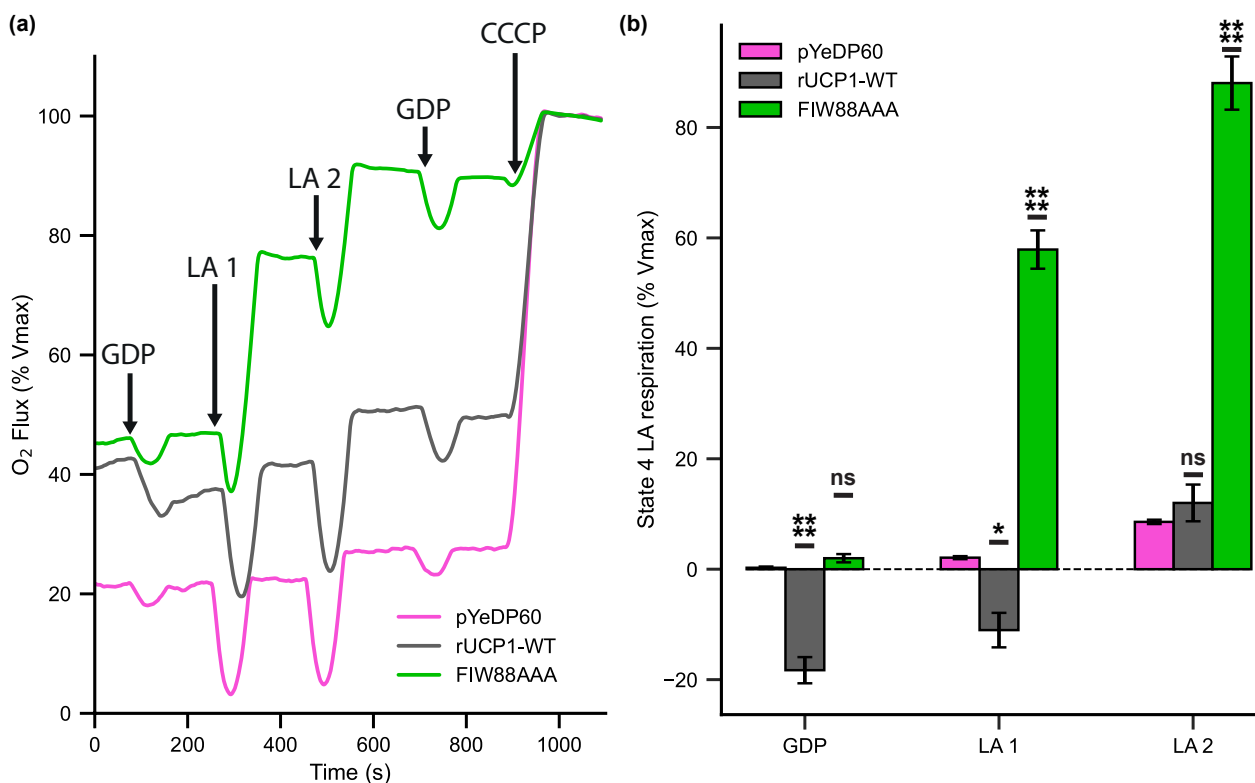 (a)
CCCP
GDP
LA 2
LA 1
GDP
100
80
60
40
20
0
O2 Flux (% Vmax)
pYeDP60
rUCP1-WT
FIW88AAA
0
200
400
600
800
1000
Time (s)
(b)
pYeDP60
rUCP1-WT
FIW88AAA
80
60
40
20
0
−20
State 4 LA respiration (% Vmax)
**
**
ns
**
**
*
ns
**
**
GDP
LA 1
LA 2